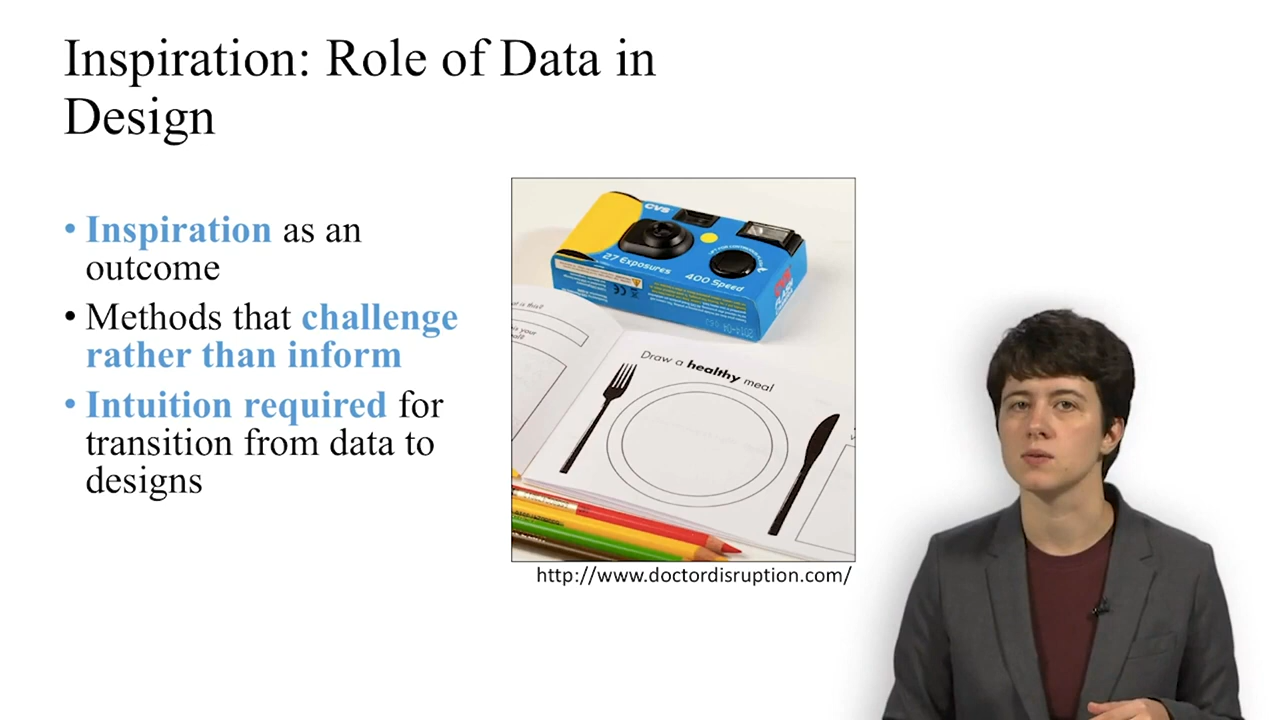 Inspiration: Role of Data in
Design
• Inspiration as an
outcome
• Methods that challenge
rather than inform
• Intuition required for
transition from data to
designs
CVS
27 Exposures
400 Speed
Draw a healthy meal
http://www.doctordisruption.com/